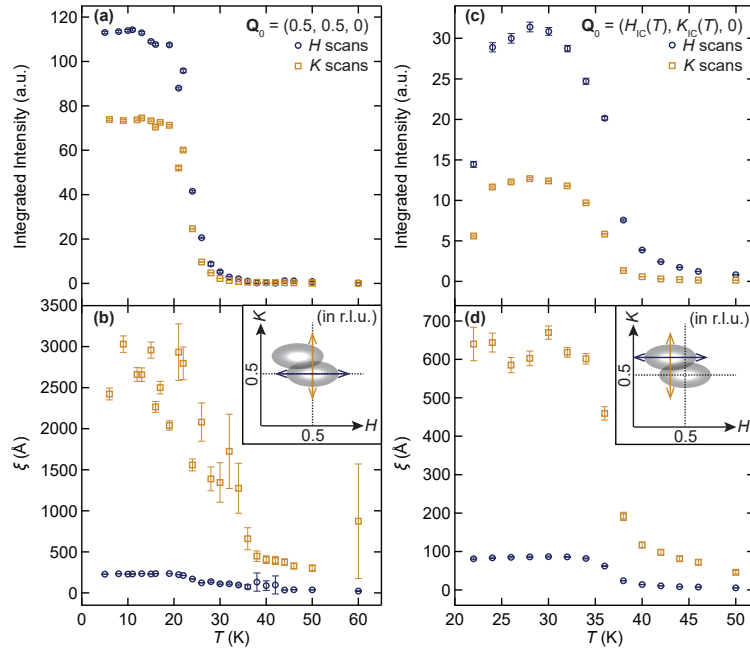 (a)
Q₀ = (0.5, 0.5, 0)
H scans
K scans
Integrated Intensity (a.u.)
120
100
80
60
40
20
0
(c)
Q₀ = (H_IC(T), K_IC(T), 0)
H scans
K scans
Integrated Intensity (a.u.)
30
25
20
15
10
5
0
(b)
(in r.l.u.)
K
0.5
0.5
H
ξ (Å)
3500
3000
2500
2000
1500
1000
500
0
0 10 20 30 40 50 60
T (K)
(d)
(in r.l.u.)
K
0.5
0.5
H
ξ (Å)
700
600
500
400
300
200
100
0
20 25 30 35 40 45 50
T (K)